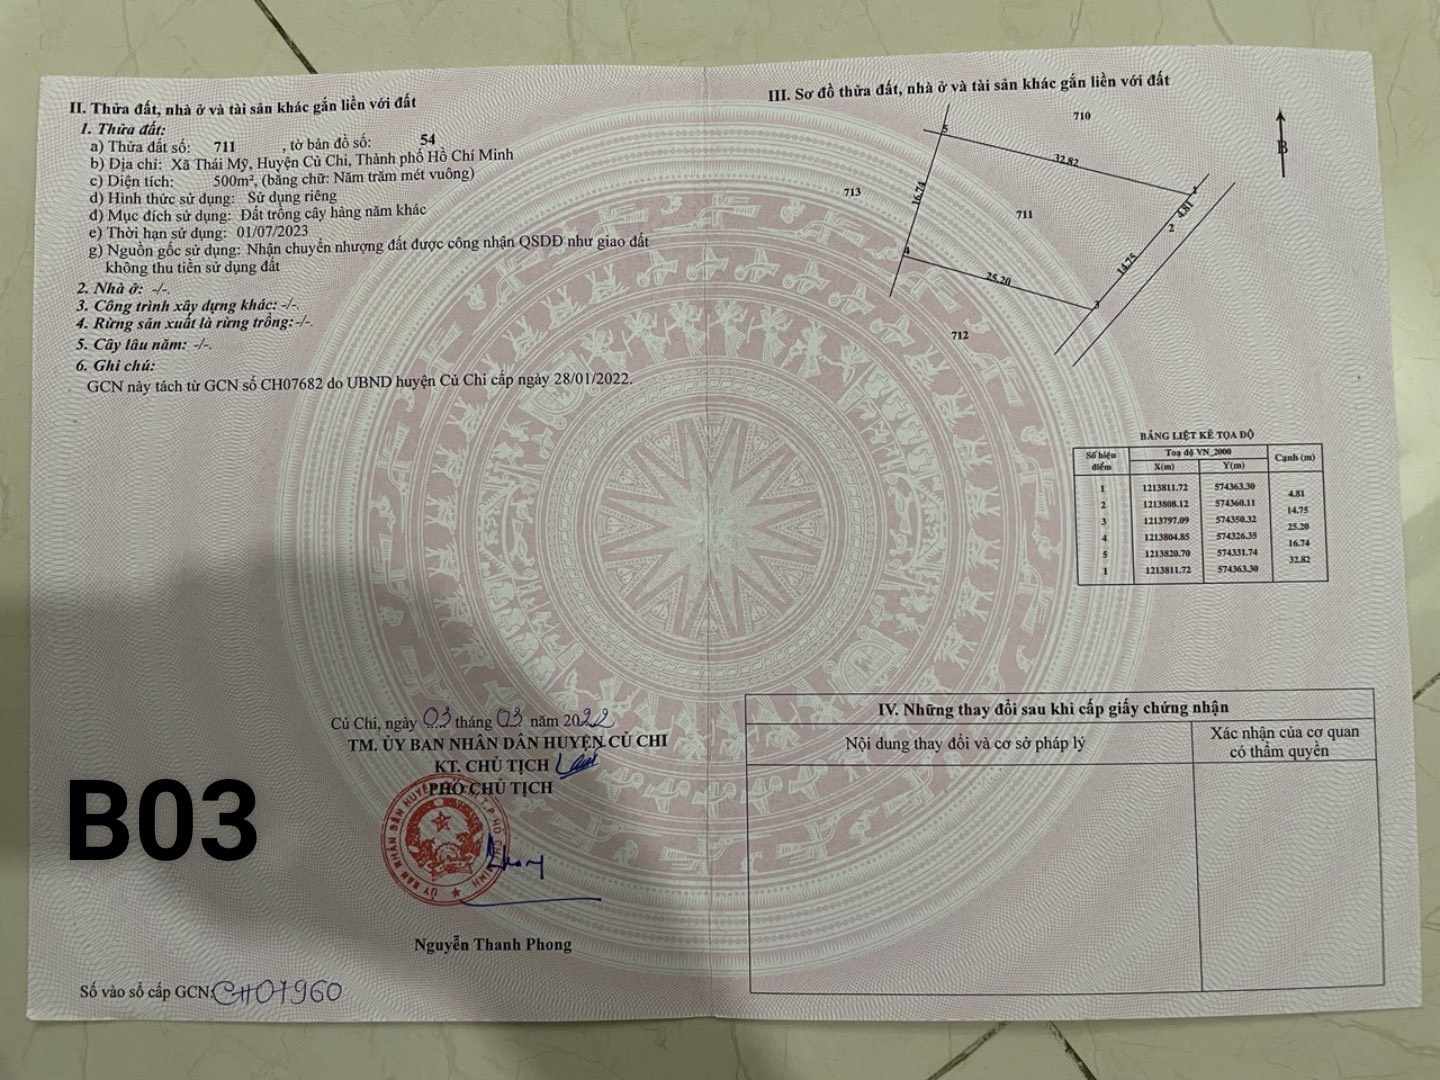 II. Thửa đất, nhà ở và tài sản khác gắn liền với đất
1. Thửa đất:
a) Thửa đất số: 711 , tờ bản đồ số: 54
b) Địa chỉ: Xã Thái Mỹ, Huyện Củ Chi, Thành phố Hồ Chí Minh
c) Diện tích: 500m², (bằng chữ: Năm trăm mét vuông)
d) Hình thức sử dụng: Sử dụng riêng
đ) Mục đích sử dụng: Đất trồng cây hàng năm khác
e) Thời hạn sử dụng: 01/07/2023
g) Nguồn gốc sử dụng: Nhận chuyển nhượng đất được công nhận QSDĐ như giao đất
không thu tiền sử dụng đất
2. Nhà ở: -/-.
3. Công trình xây dựng khác: -/-.
4. Rừng sản xuất là rừng trồng:-/-.
5. Cây lâu năm: -/-.
6. Ghi chú:
GCN này tách từ GCN số CH07682 do UBND huyện Củ Chi cấp ngày 28/01/2022.
Củ Chi, ngày 03 tháng 03 năm 2022
TM. ỦY BAN NHÂN DÂN HUYỆN CỦ CHI
KT. CHỦ TỊCH
PHÓ CHỦ TỊCH
Nguyễn Thanh Phong
Số vào sổ cấp GCN: CH07960
B03
III. Sơ đồ thửa đất, nhà ở và tài sản khác gắn liền với đất
710
5
32.82
B
1
713
16.74
711
4.81
2
4
14.75
25.20
3
712
BẢNG LIỆT KÊ TỌA ĐỘ
Số hiệu điểm Toạ độ VN_2000 Cạnh (m)
X(m) Y(m)
1 1213811.72 574363.30
4.81
2 1213808.12 574360.11
14.75
3 1213797.09 574350.32
25.20
4 1213804.85 574326.35
16.74
5 1213820.70 574331.74
32.82
1 1213811.72 574363.30
IV. Những thay đổi sau khi cấp giấy chứng nhận
Nội dung thay đổi và cơ sở pháp lý
Xác nhận của cơ quan
có thẩm quyền